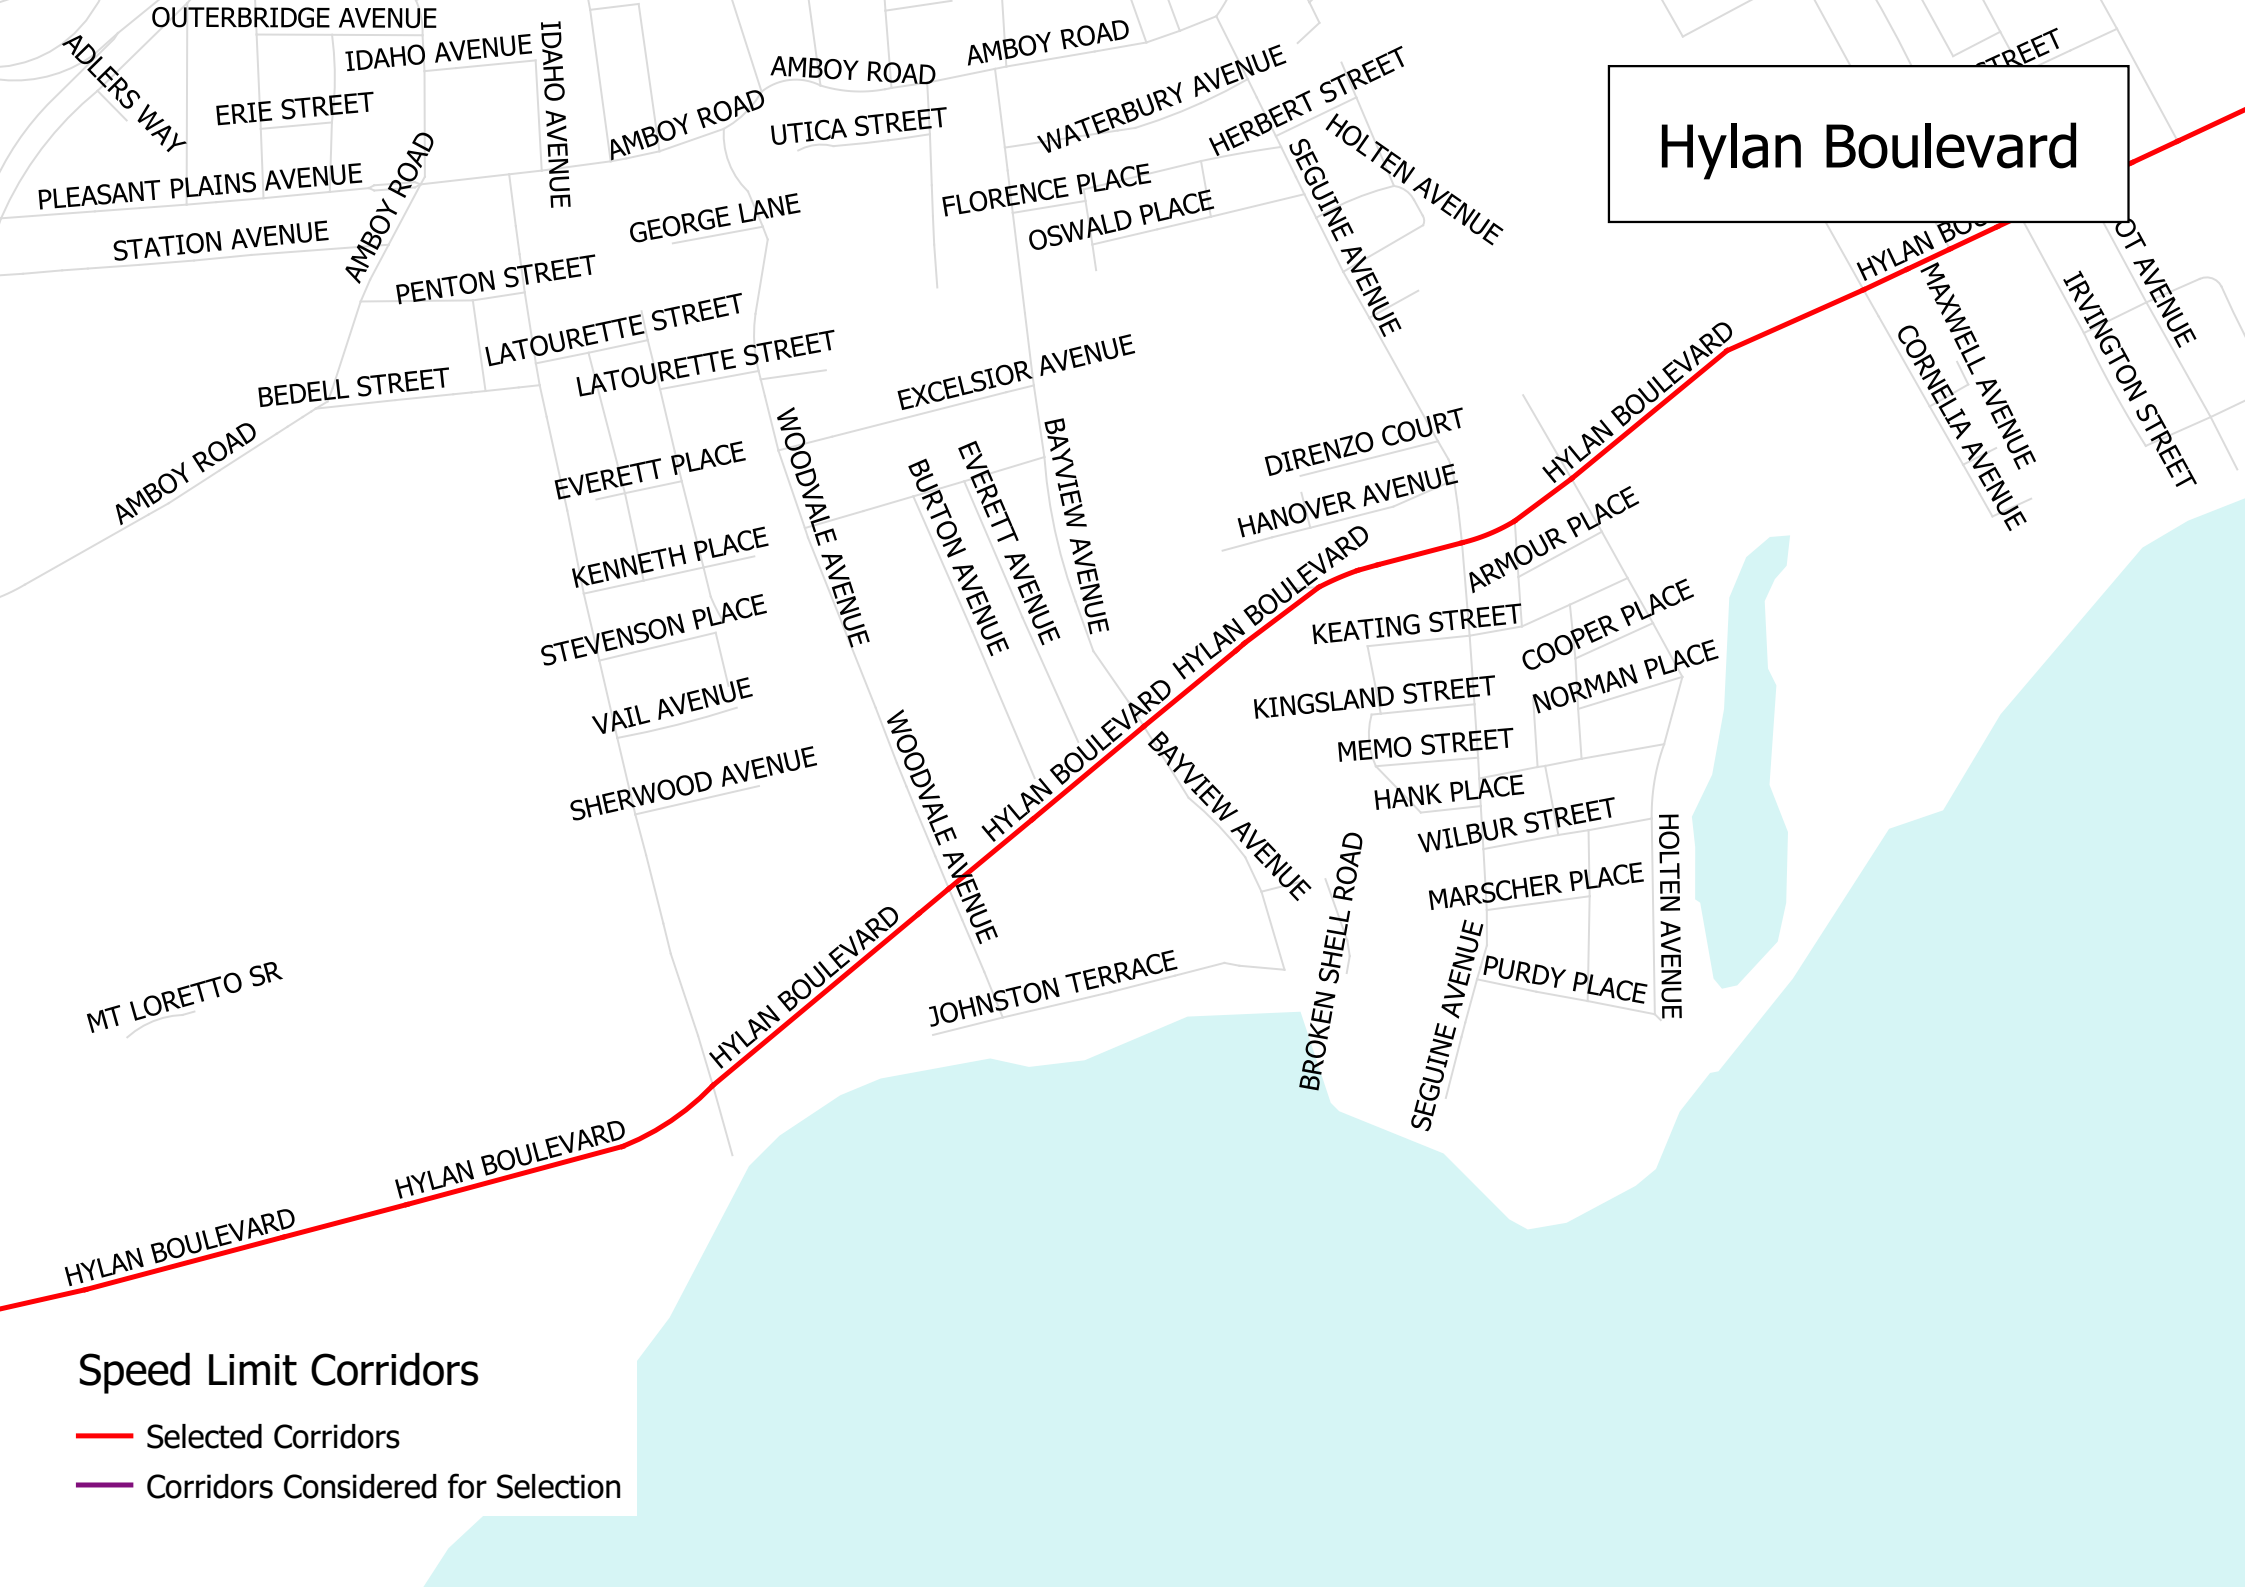 OUTERBRIDGE AVENUE
ADLERS WAY
IDAHO AVENUE
IDAHO AVENUE
AMBOY ROAD
AMBOY ROAD
STREET
ERIE STREET
AMBOY ROAD
UTICA STREET
WATERBURY AVENUE
HERBERT STREET
HOLTEN AVENUE
Hylan Boulevard
PLEASANT PLAINS AVENUE
AMBOY ROAD
STATION AVENUE
GEORGE LANE
FLORENCE PLACE
OSWALD PLACE
SEGUINE AVENUE
HYLAN BOU
OT AVENUE
PENTON STREET
LATOURETTE STREET
LATOURETTE STREET
EXCELSIOR AVENUE
HYLAN BOULEVARD
MAXWELL AVENUE
CORNELIA AVENUE
IRVINGTON STREET
BEDELL STREET
AMBOY ROAD
EVERETT PLACE
WOODVALE AVENUE
BURTON AVENUE
EVERETT AVENUE
BAYVIEW AVENUE
DIRENZO COURT
HANOVER AVENUE
ARMOUR PLACE
KENNETH PLACE
STEVENSON PLACE
HYLAN BOULEVARD
KEATING STREET
COOPER PLACE
NORMAN PLACE
VAIL AVENUE
SHERWOOD AVENUE
WOODVALE AVENUE
HYLAN BOULEVARD
BAYVIEW AVENUE
KINGSLAND STREET
MEMO STREET
HANK PLACE
WILBUR STREET
MARSCHER PLACE
HOLTEN AVENUE
BROKEN SHELL ROAD
SEGUINE AVENUE
PURDY PLACE
MT LORETTO SR
HYLAN BOULEVARD
JOHNSTON TERRACE
HYLAN BOULEVARD
HYLAN BOULEVARD
Speed Limit Corridors
Selected Corridors
Corridors Considered for Selection